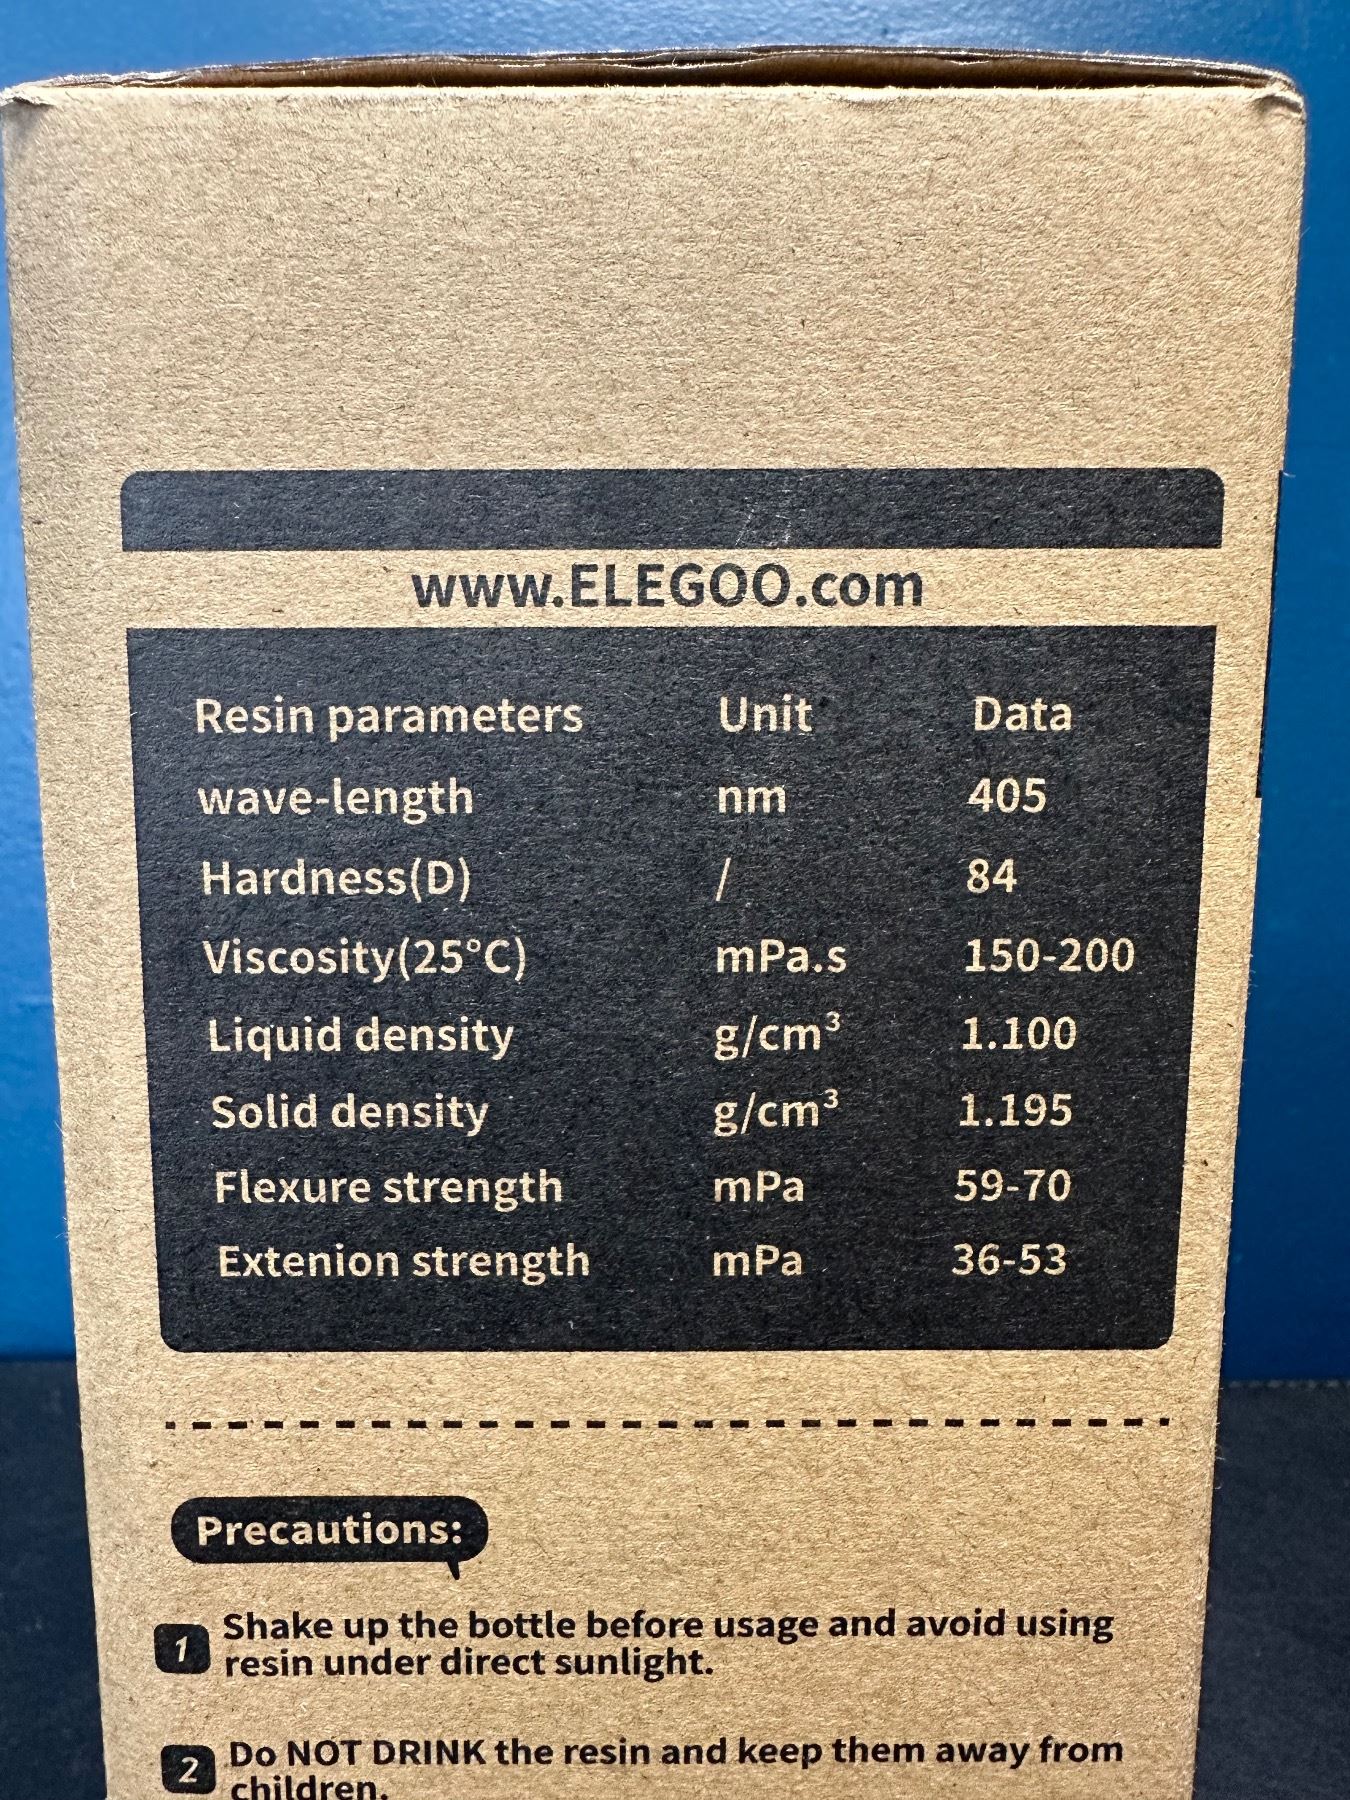 www.ELEGOO.com
Resin parameters Unit Data
wave-length nm 405
Hardness(D) / 84
Viscosity(25°C) mPa.s 150-200
Liquid density g/cm³ 1.100
Solid density g/cm³ 1.195
Flexure strength mPa 59-70
Extenion strength mPa 36-53
Precautions:
1 Shake up the bottle before usage and avoid using
resin under direct sunlight.
2 Do NOT DRINK the resin and keep them away from
children.